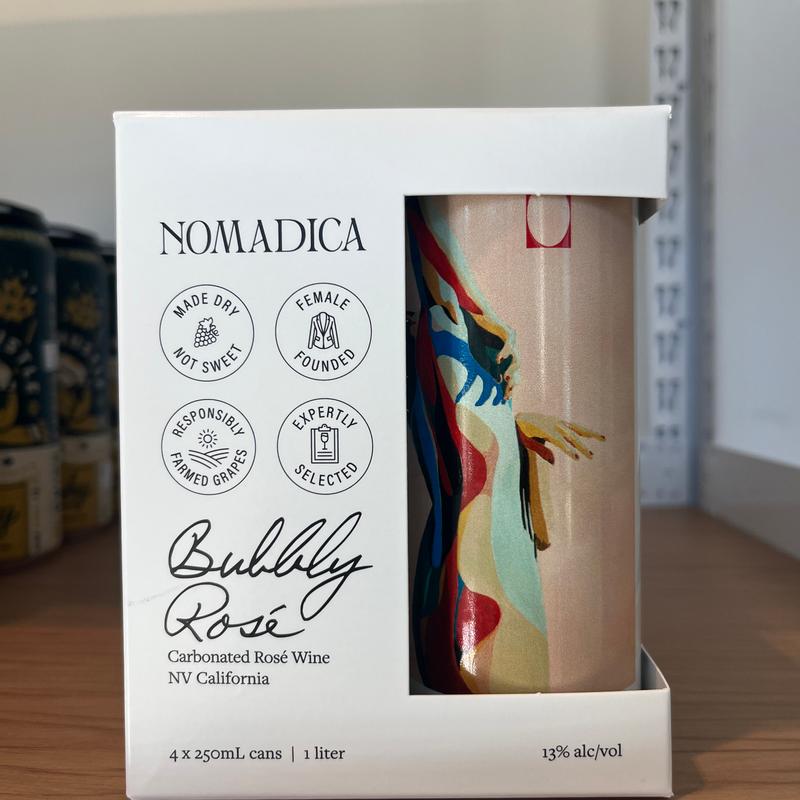 NOMADICA
MADE DRY
NOT SWEET
FEMALE
FOUNDED
RESPONSIBLY
FARMED GRAPES
EXPERTLY
SELECTED
Bubbly
Rosé
Carbonated Rosé Wine
NV California
4 x 250mL cans | 1 liter
13% alc/vol